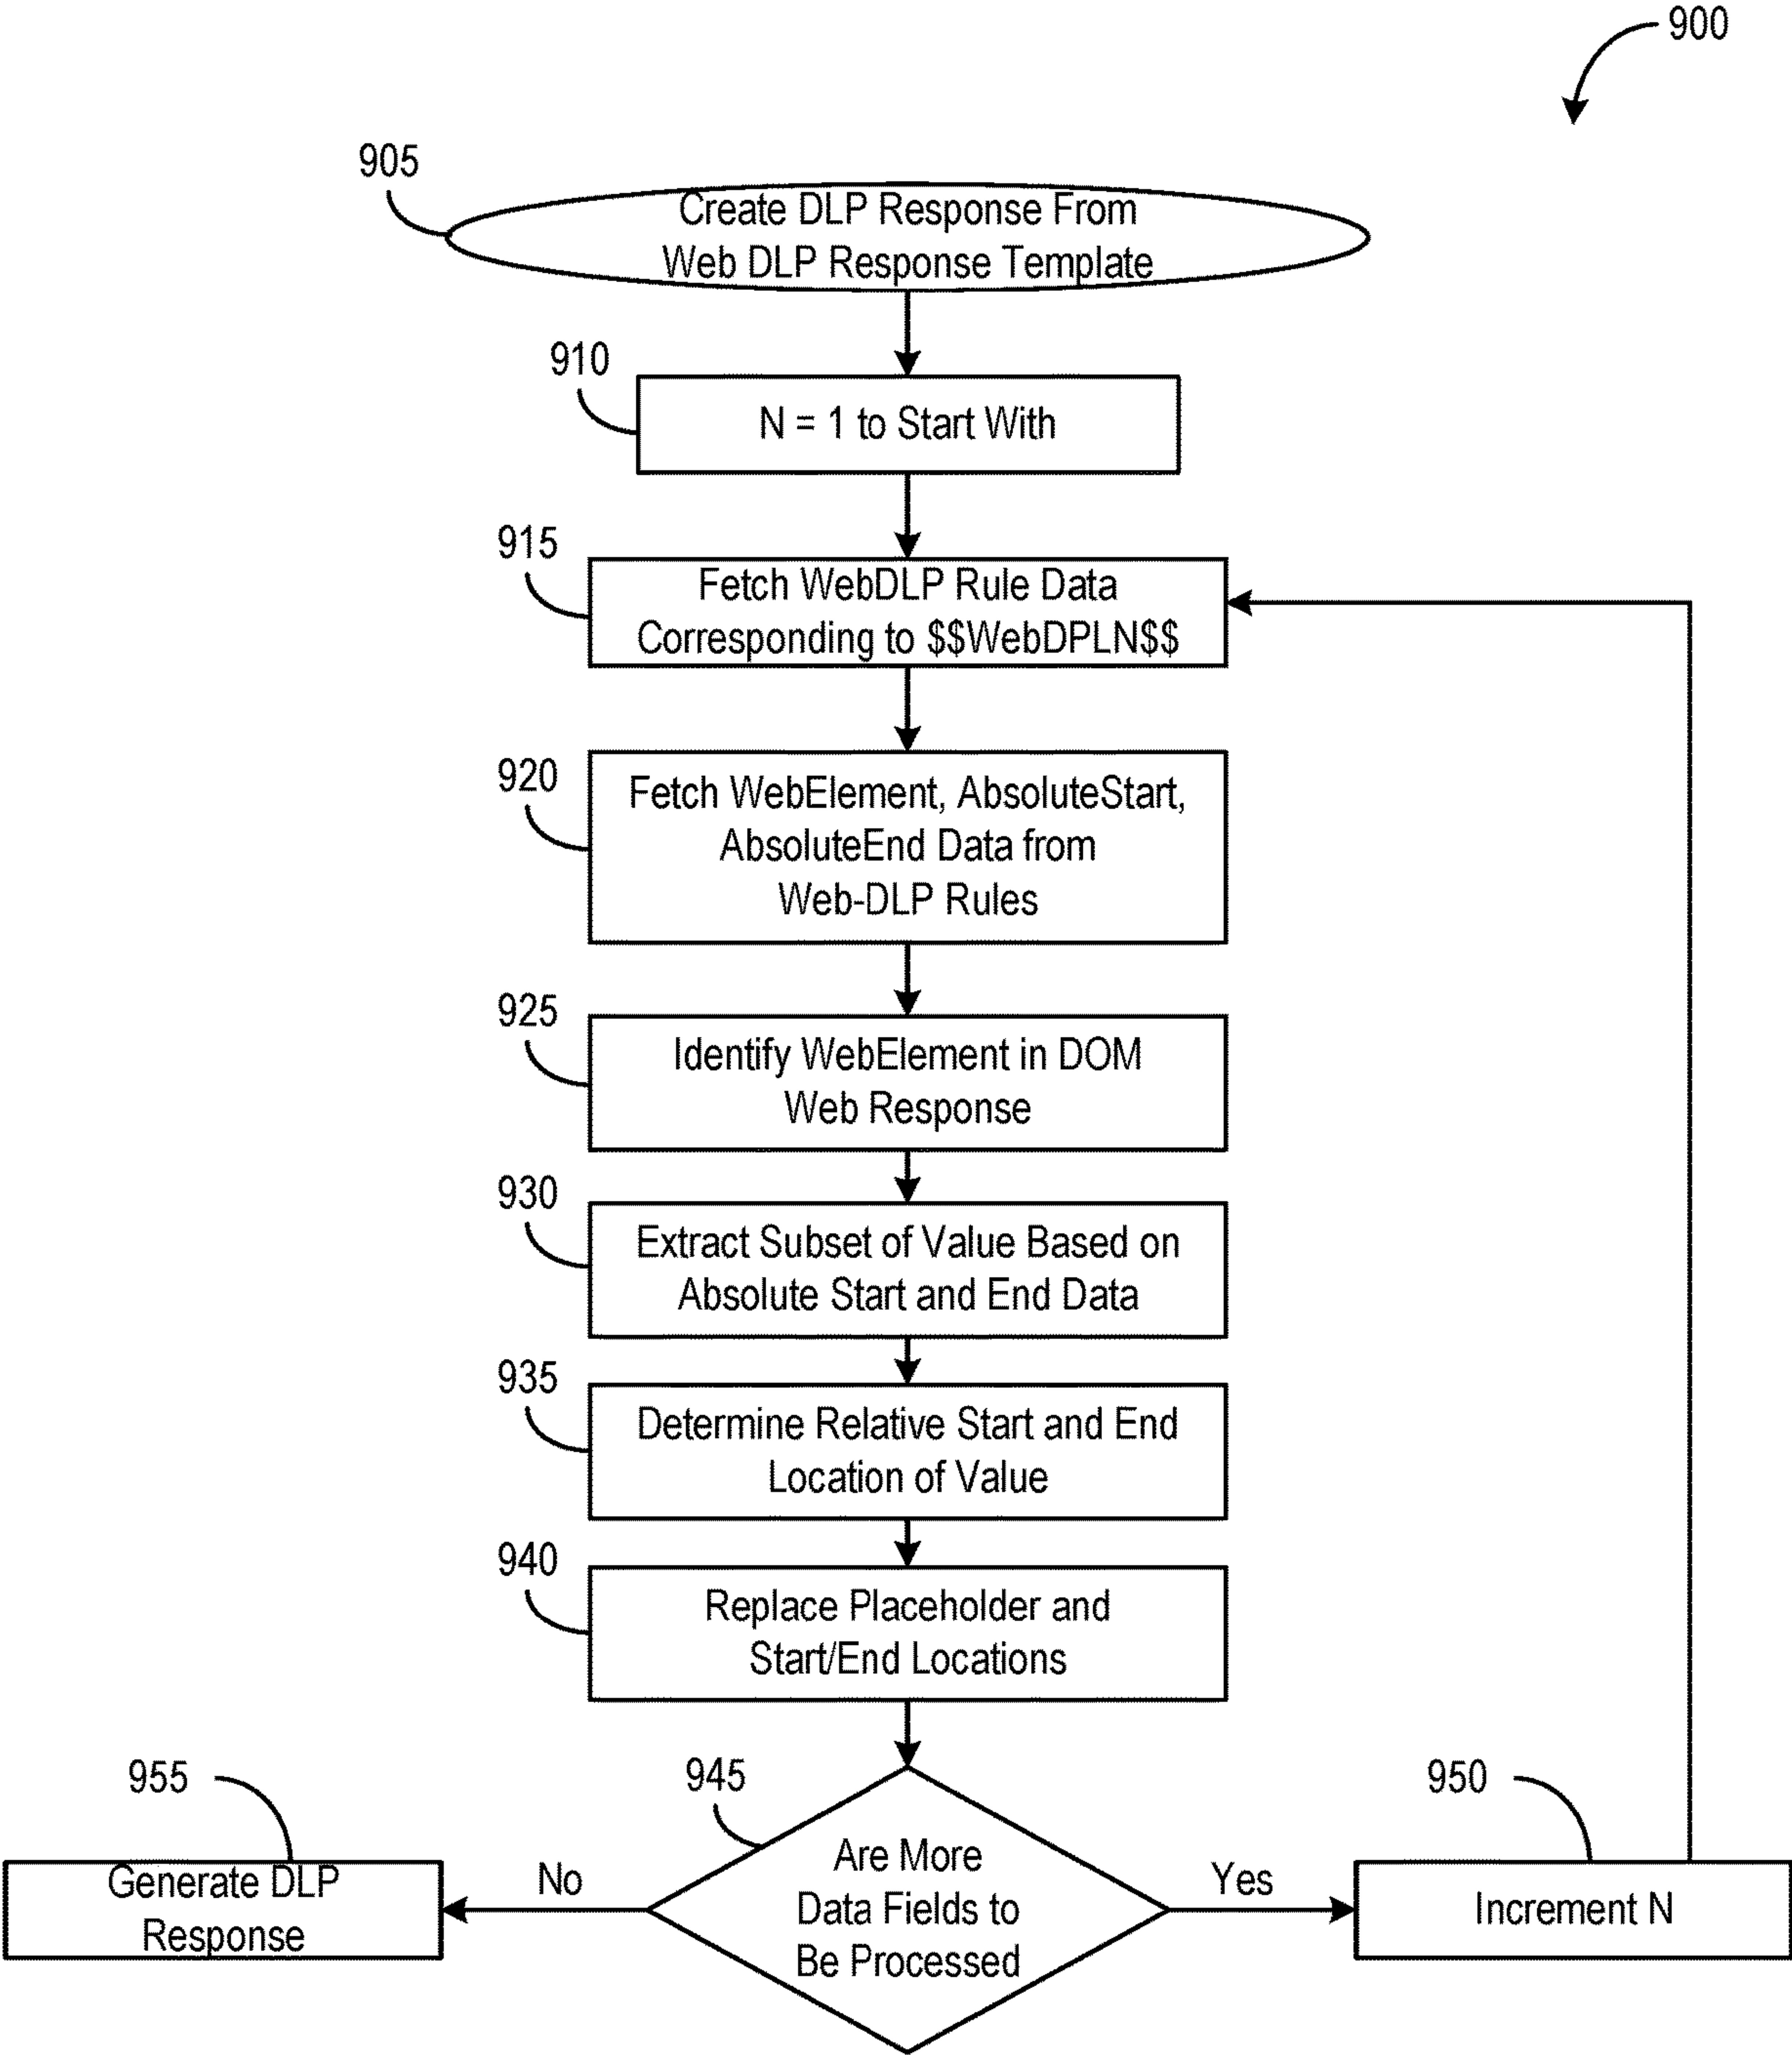 900
905
Create DLP Response From
Web DLP Response Template
910
N = 1 to Start With
915
Fetch WebDLP Rule Data
Corresponding to $$WebDPLN$$
920
Fetch WebElement, AbsoluteStart,
AbsoluteEnd Data from
Web-DLP Rules
925
Identify WebElement in DOM
Web Response
930
Extract Subset of Value Based on
Absolute Start and End Data
935
Determine Relative Start and End
Location of Value
940
Replace Placeholder and
Start/End Locations
945
Are More
Data Fields to
Be Processed
No
Yes
950
Increment N
955
Generate DLP
Response